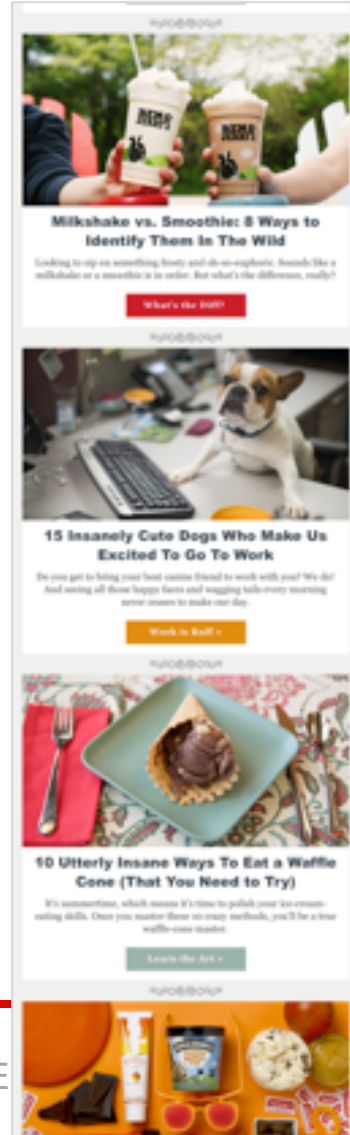 BEN & JERRY'S
BEN & JERRY'S
Milkshake vs. Smoothie: 8 Ways to
Identify Them In The Wild
Looking to sip on something frosty and oh-so-euphoric. Sounds like a
milkshake or a smoothie is in order. But what's the difference, really?
What's the Diff?
15 Insanely Cute Dogs Who Make Us
Excited To Go To Work
Do you get to bring your best canine friend to work with you? We do!
And seeing all those happy faces and wagging tails every morning
never ceases to make our day.
Work is Ruff »
10 Utterly Insane Ways To Eat a Waffle
Cone (That You Need to Try)
It's summertime, which means it's time to polish your ice-cream-
eating skills. Once you master these 10 crazy methods, you'll be a true
waffle-cone master.
Learn the Art »